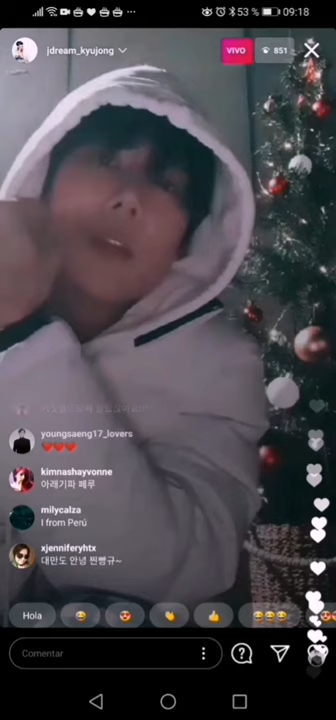 53 %
09:18
jdream_kyujong
VIVO
851
youngsaeng17_lovers
kimnashayvonne
아래기파 페루
milycalza
I from Perú
xjenniferyhtx
대만도 안녕 찐빵규~
Hola
Comentar